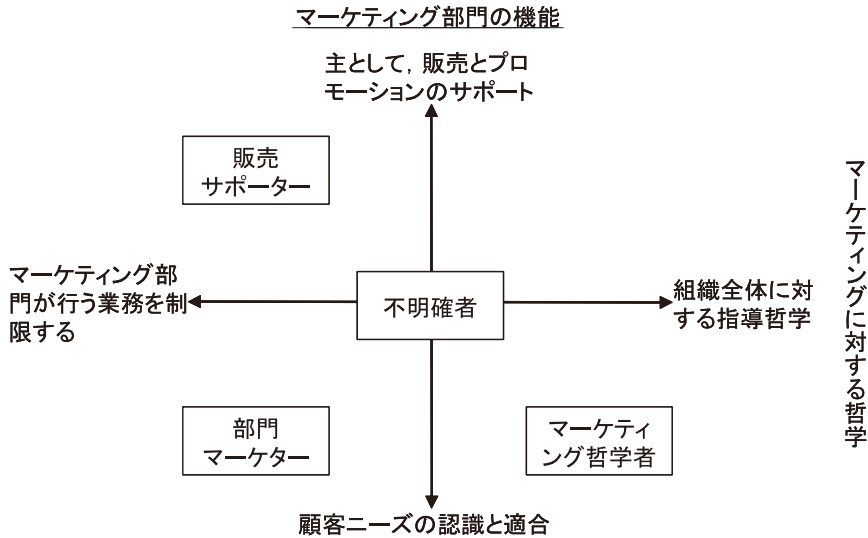 マーケティング部門の機能
主として，販売とプロ
モーションのサポート
販売
サポーター
マーケティング部
門が行う業務を制
限する
不明確者
組織全体に対
する指導哲学
マーケティングに対する哲学
部門
マーケター
マーケティ
ング哲学者
顧客ニーズの認識と適合